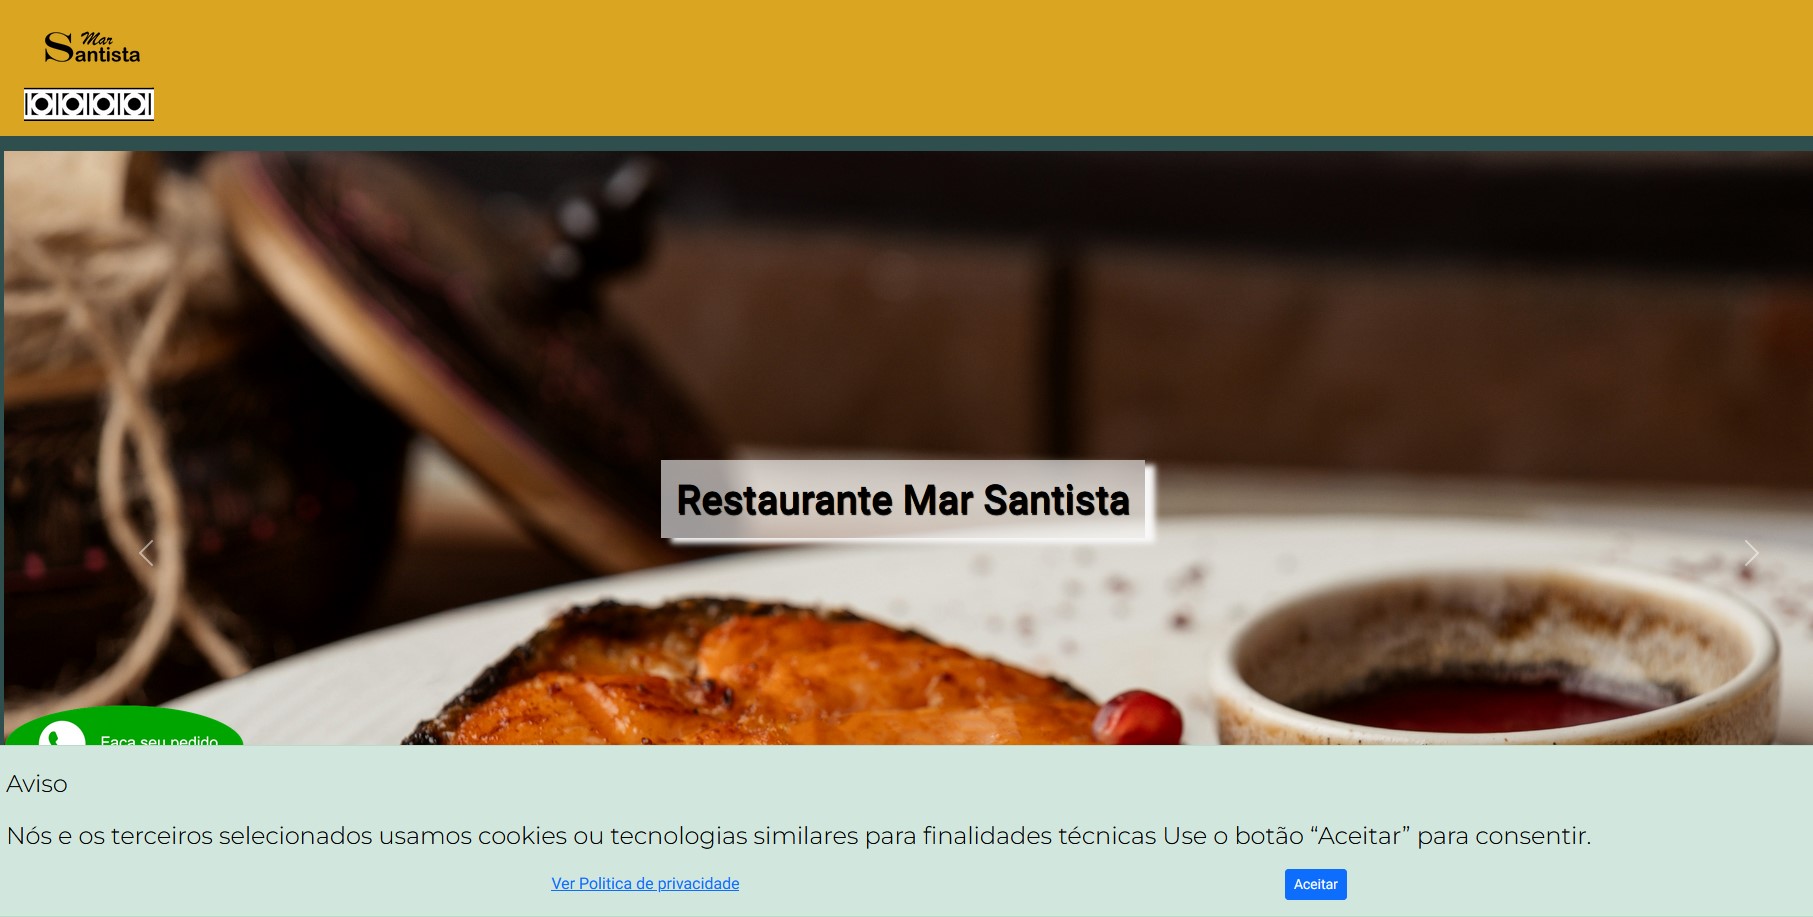 Mar
Santista
Restaurante Mar Santista
Faça seu pedido
Aviso
Nós e os terceiros selecionados usamos cookies ou tecnologias similares para finalidades técnicas Use o botão “Aceitar” para consentir.
Ver Politica de privacidade
Aceitar